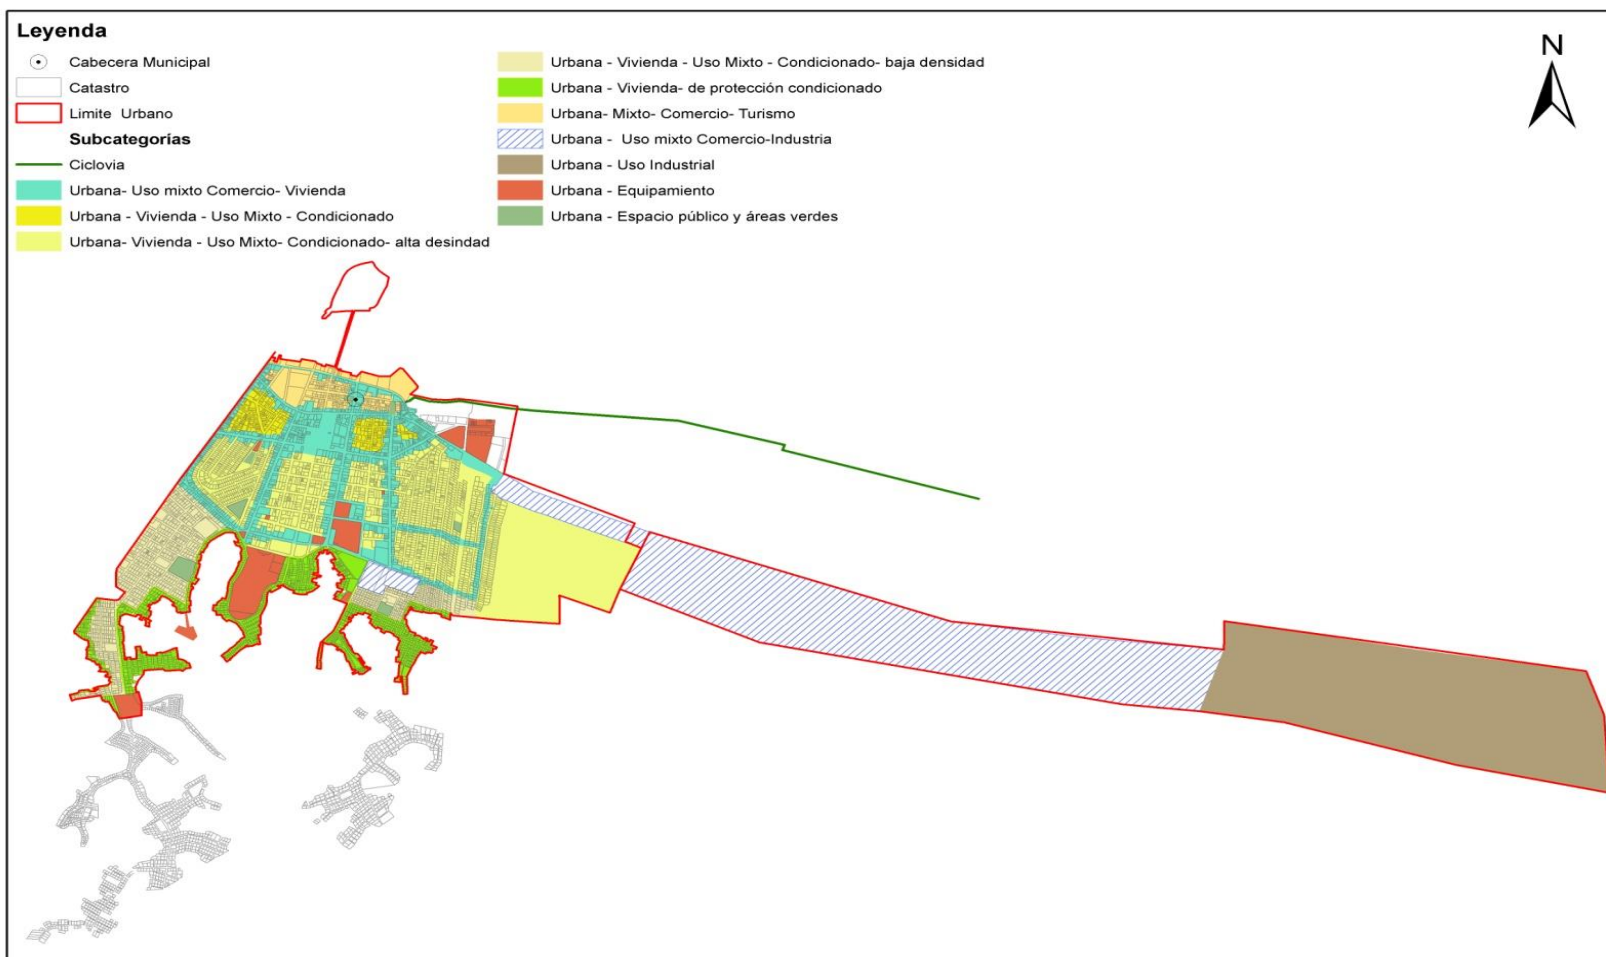 Leyenda
Cabecera Municipal
Catastro
Limite Urbano
Subcategorías
Ciclovia
Urbana- Uso mixto Comercio- Vivienda
Urbana - Vivienda - Uso Mixto - Condicionado
Urbana- Vivienda - Uso Mixto- Condicionado- alta desindad
Urbana - Vivienda - Uso Mixto - Condicionado- baja densidad
Urbana - Vivienda- de protección condicionado
Urbana- Mixto- Comercio- Turismo
Urbana - Uso mixto Comercio-Industria
Urbana - Uso Industrial
Urbana - Equipamiento
Urbana - Espacio público y áreas verdes
N